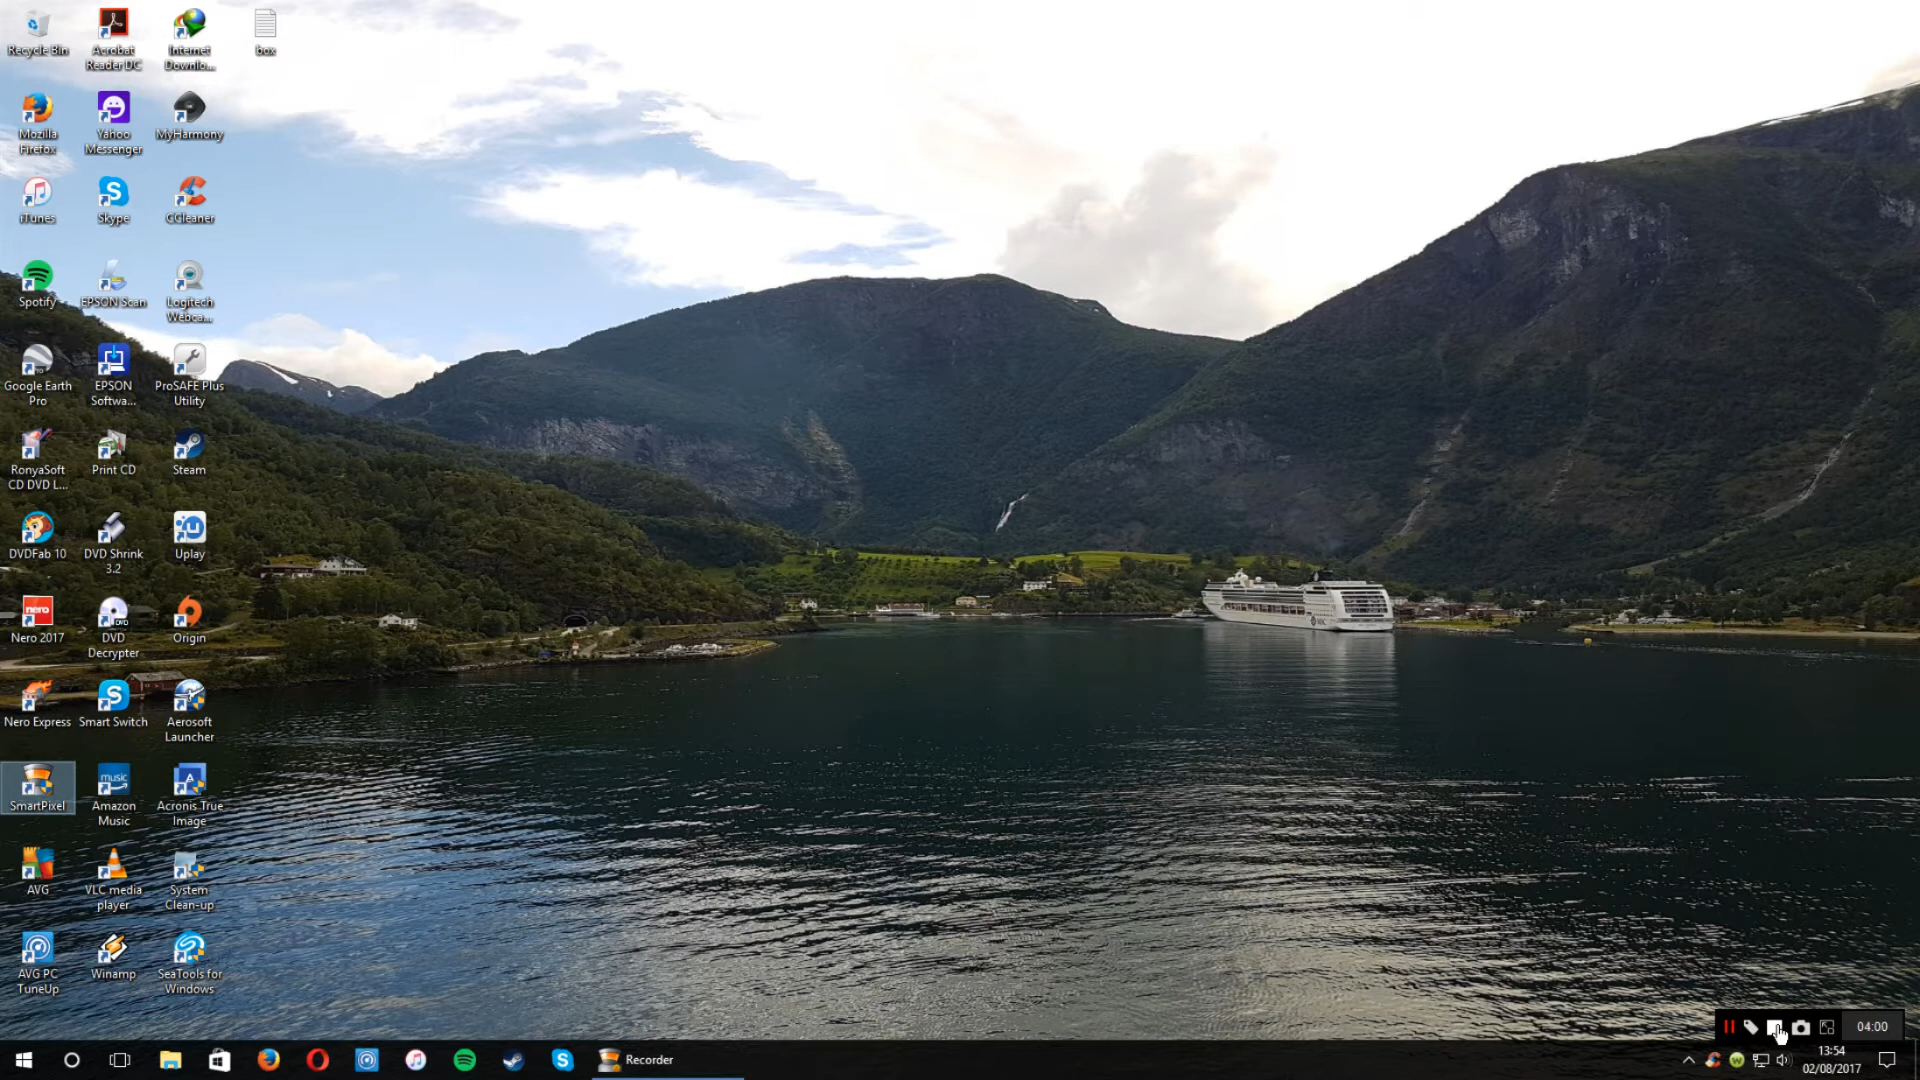 Recycle Bin
Acrobat
Reader DC
Internet
Downlo...
box
Mozilla
Firefox
Yahoo
Messenger
MyHarmony
iTunes
Skype
CCleaner
Spotify
EPSON Scan
Logitech
Webca...
Google Earth
Pro
EPSON
Softwa...
ProSAFE Plus
Utility
RonyaSoft
CD DVD L...
Print CD
Steam
DVDFab 10
DVD Shrink
3.2
Uplay
nero
Nero 2017
DVD
Decrypter
Origin
Nero Express
Smart Switch
Aerosoft
Launcher
SmartPixel
music
Amazon
Music
Acronis True
Image
AVG
VLC media
player
System
Clean-up
AVG PC
TuneUp
Winamp
SeaTools for
Windows
04:00
Recorder
13:54
02/08/2017